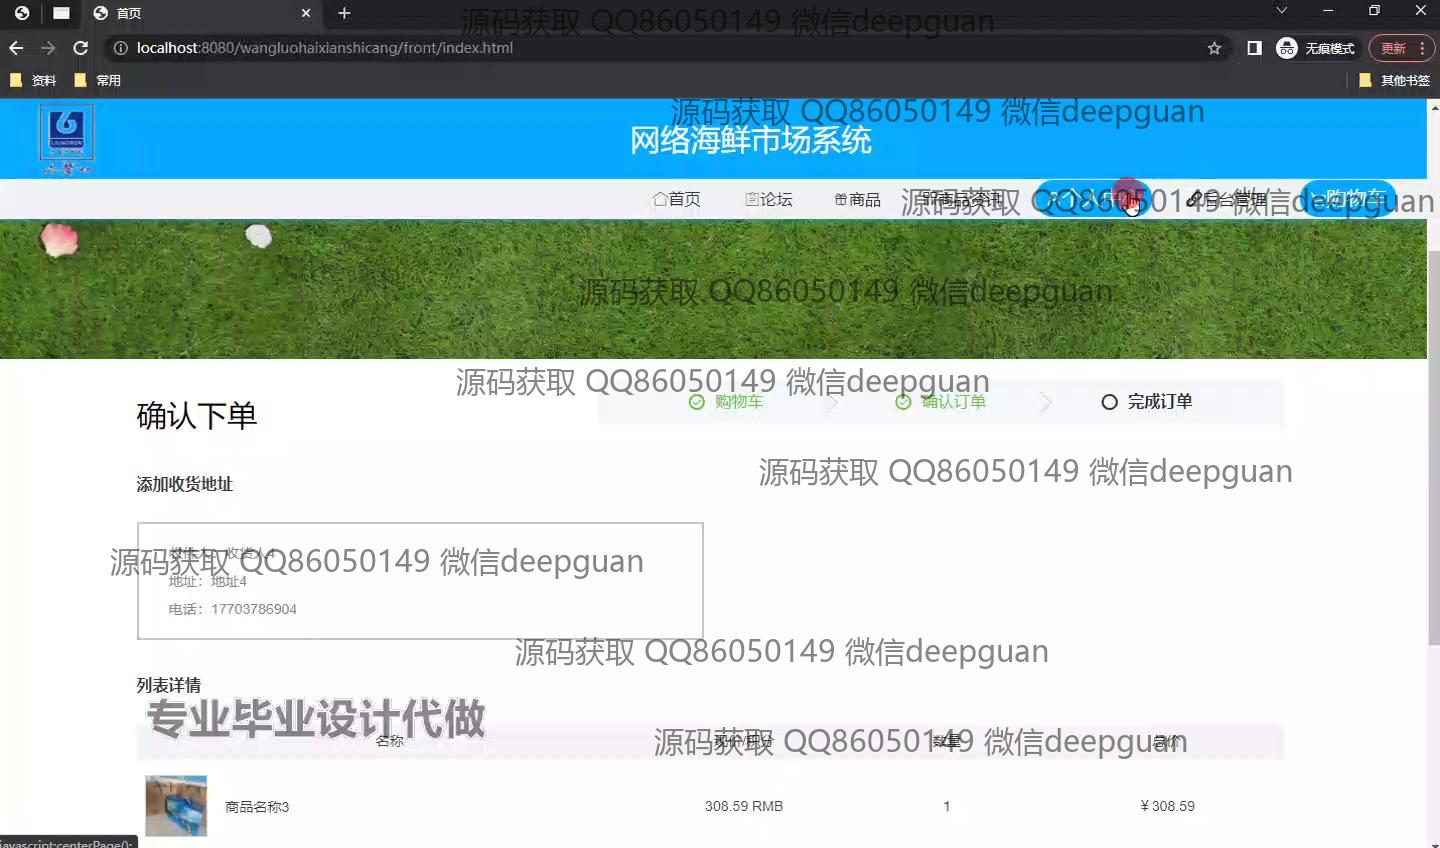 首页
源码获取 QQ86050149 微信deepguan
localhost:8080/wangluohaixianshicang/front/index.html
无痕模式
更新
资料
常用
其他书签
源码获取 QQ86050149 微信deepguan
网络海鲜市场系统
首页
论坛
商品
商品资讯
个人
后台管理
购物车
源码获取 QQ86050149 微信deepguan
源码获取 QQ86050149 微信deepguan
源码获取 QQ86050149 微信deepguan
确认下单
购物车
确认订单
完成订单
源码获取 QQ86050149 微信deepguan
添加收货地址
收件人：收货人4
源码获取 QQ86050149 微信deepguan
地址：地址4
电话：17703786904
源码获取 QQ86050149 微信deepguan
列表详情
专业毕业设计代做
名称
现价/积分
数量
总价
源码获取 QQ86050149 微信deepguan
商品名称3
308.59 RMB
1
￥308.59
javascript:centerPage();